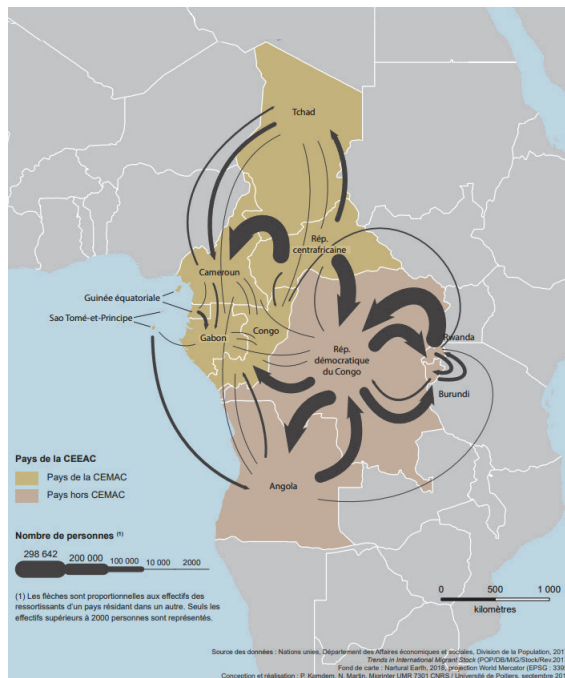 Tchad
Rép.
centrafricaine
Cameroun
Guinée équatoriale
Sao Tomé-et-Principe
Congo
Gabon
Rép.
démocratique
du Congo
Rwanda
Burundi
Angola
Pays de la CEEAC
Pays de la CEMAC
Pays hors CEMAC
Nombre de personnes (1)
298 642 200 000 100 000 10 000 2000
(1) Les flèches sont proportionnelles aux effectifs des
ressortissants d'un pays résidant dans un autre. Seuls les
effectifs supérieurs à 2000 personnes sont représentés.
0 500 1 000
kilomètres
Source des données : Nations unies, Département des Affaires économiques et sociales, Division de la Population, 201
Trends in International Migrant Stock (POP/DB/MIG/Stock/Rev.201
Fond de carte : Nartural Earth, 2018, projection World Mercator (EPSG : 339
Conception et réalisation : P. Kamdem, N. Martin, Migrinter UMR 7301 CNRS / Université de Poitiers, septembre 201